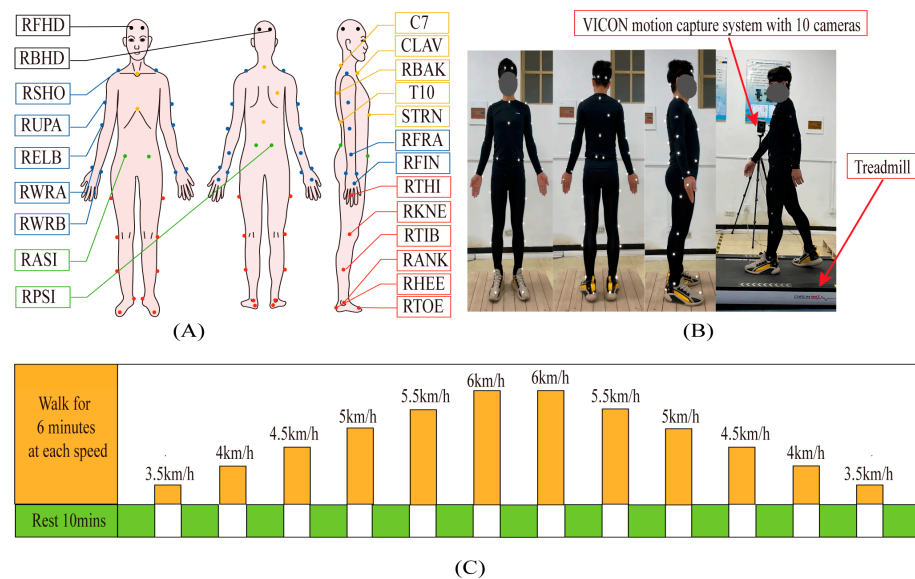 RFHD
RBHD
RSHO
RUPA
RELB
RWRA
RWRB
RASI
RPSI
C7
CLAV
RBAK
T10
STRN
RFRA
RFIN
RTHI
RKNE
RTIB
RANK
RHEE
RTOE
(A)
VICON motion capture system with 10 cameras
Treadmill
(B)
Walk for
6 minutes
at each speed
3.5km/h
4km/h
4.5km/h
5km/h
5.5km/h
6km/h
6km/h
5.5km/h
5km/h
4.5km/h
4km/h
3.5km/h
Rest 10mins
(C)